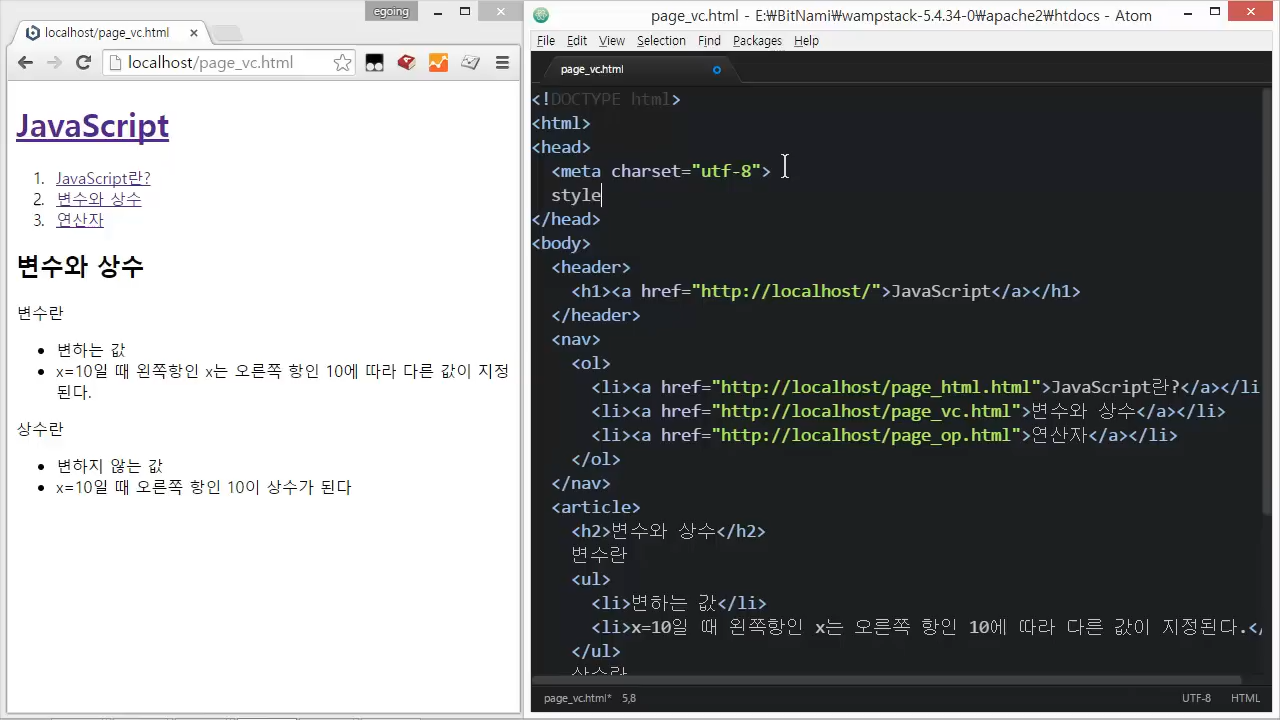 egoing
localhost/page_vc.html
localhost/page_vc.html
JavaScript
1. JavaScript란?
2. 변수와 상수
3. 연산자
변수와 상수
변수란
• 변하는 값
• x=10일 때 왼쪽항인 x는 오른쪽 항인 10에 따라 다른 값이 지정
된다.
상수란
• 변하지 않는 값
• x=10일 때 오른쪽 항인 10이 상수가 된다
page_vc.html - E:₩BitNami₩wampstack-5.4.34-0₩apache2₩htdocs - Atom
File Edit View Selection Find Packages Help
page_vc.html
<!DOCTYPE html>
<html>
<head>
<meta charset="utf-8">
style
</head>
<body>
<header>
<h1><a href="http://localhost/">JavaScript</a></h1>
</header>
<nav>
<ol>
<li><a href="http://localhost/page_html.html">JavaScript란?</a></li
<li><a href="http://localhost/page_vc.html">변수와 상수</a></li>
<li><a href="http://localhost/page_op.html">연산자</a></li>
</ol>
</nav>
<article>
<h2>변수와 상수</h2>
변수란
<ul>
<li>변하는 값</li>
<li>x=10일 때 왼쪽항인 x는 오른쪽 항인 10에 따라 다른 값이 지정된다.</
</ul>
상수란
page_vc.html* 5,8 UTF-8 HTML